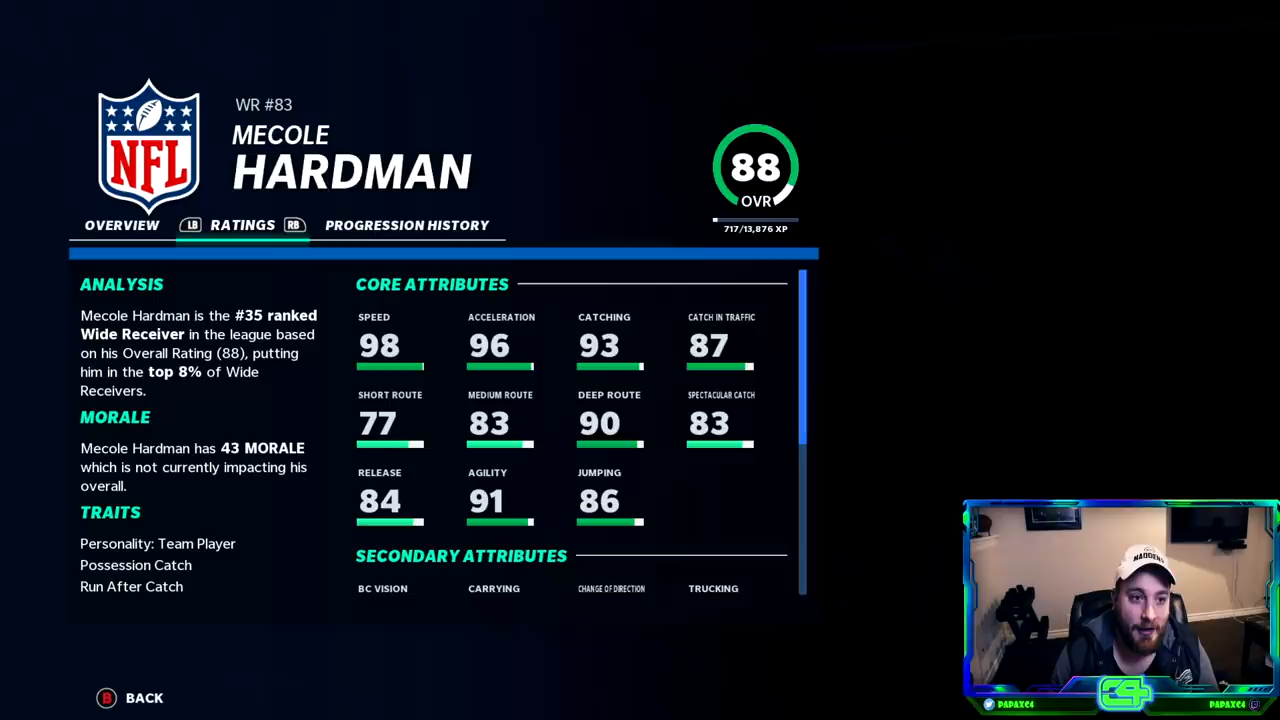 NFL
WR #83
MECOLE
HARDMAN
88
OVR
717/13,876 XP
OVERVIEW LB RATINGS RB PROGRESSION HISTORY
ANALYSIS
Mecole Hardman is the #35 ranked
Wide Receiver in the league based
on his Overall Rating (88), putting
him in the top 8% of Wide
Receivers.
MORALE
Mecole Hardman has 43 MORALE
which is not currently impacting his
overall.
TRAITS
Personality: Team Player
Possession Catch
Run After Catch
CORE ATTRIBUTES
SPEED ACCELERATION CATCHING CATCH IN TRAFFIC
98 96 93 87
SHORT ROUTE MEDIUM ROUTE DEEP ROUTE SPECTACULAR CATCH
77 83 90 83
RELEASE AGILITY JUMPING
84 91 86
SECONDARY ATTRIBUTES
BC VISION CARRYING CHANGE OF DIRECTION TRUCKING
B BACK
MADDEN
C4
PAPAXC4 PAPAXC4